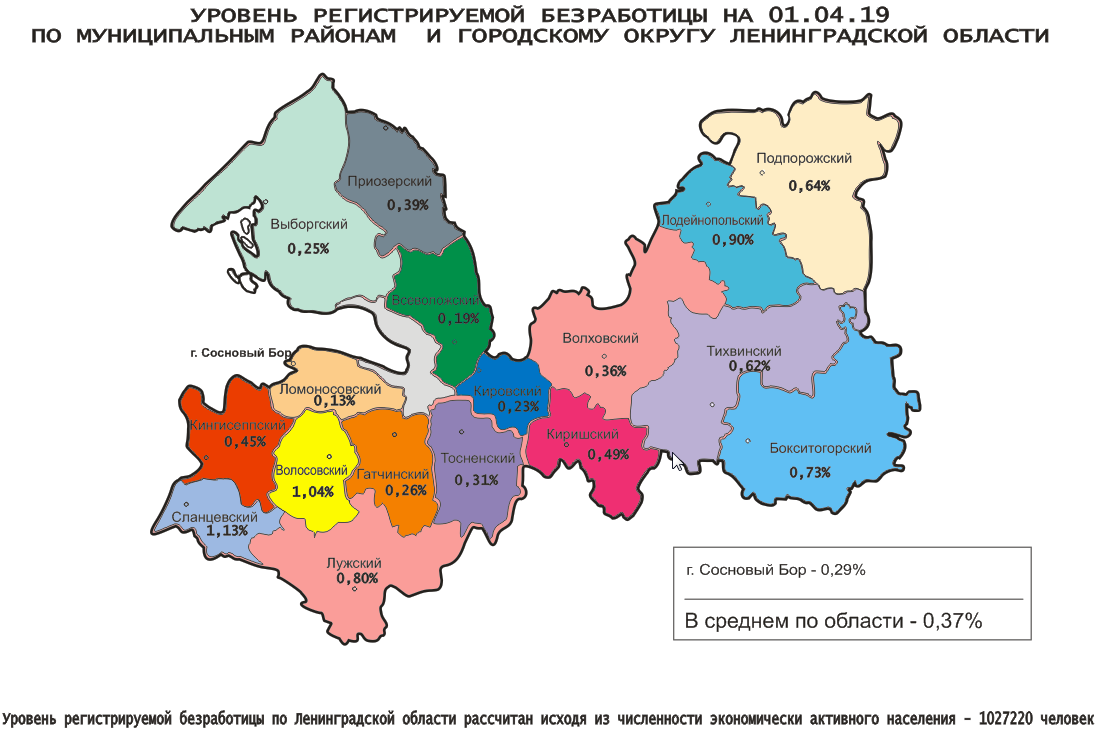 УРОВЕНЬ РЕГИСТРИРУЕМОЙ БЕЗРАБОТИЦЫ НА 01.04.19
ПО МУНИЦИПАЛЬНЫМ РАЙОНАМ И ГОРОДСКОМУ ОКРУГУ ЛЕНИНГРАДСКОЙ ОБЛАСТИ
Подпорожский
0,64%
Приозерский
0,39%
Лодейнопольский
0,90%
Выборгский
0,25%
Всеволожский
0,19%
Волховский
0,36%
Тихвинский
0,62%
г. Сосновый Бор
Ломоносовский
0,13%
Кировский
0,23%
Кингисеппский
0,45%
Киришский
0,49%
Бокситогорский
0,73%
Волосовский
1,04%
Гатчинский
0,26%
Тосненский
0,31%
Сланцевский
1,13%
Лужский
0,80%
г. Сосновый Бор - 0,29%
В среднем по области - 0,37%
Уровень регистрируемой безработицы по Ленинградской области рассчитан исходя из численности экономически активного населения – 1027220 человек